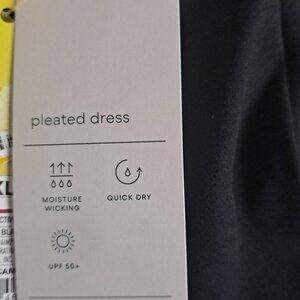 pleated dress
MOISTURE
WICKING
QUICK DRY
UPF 50+